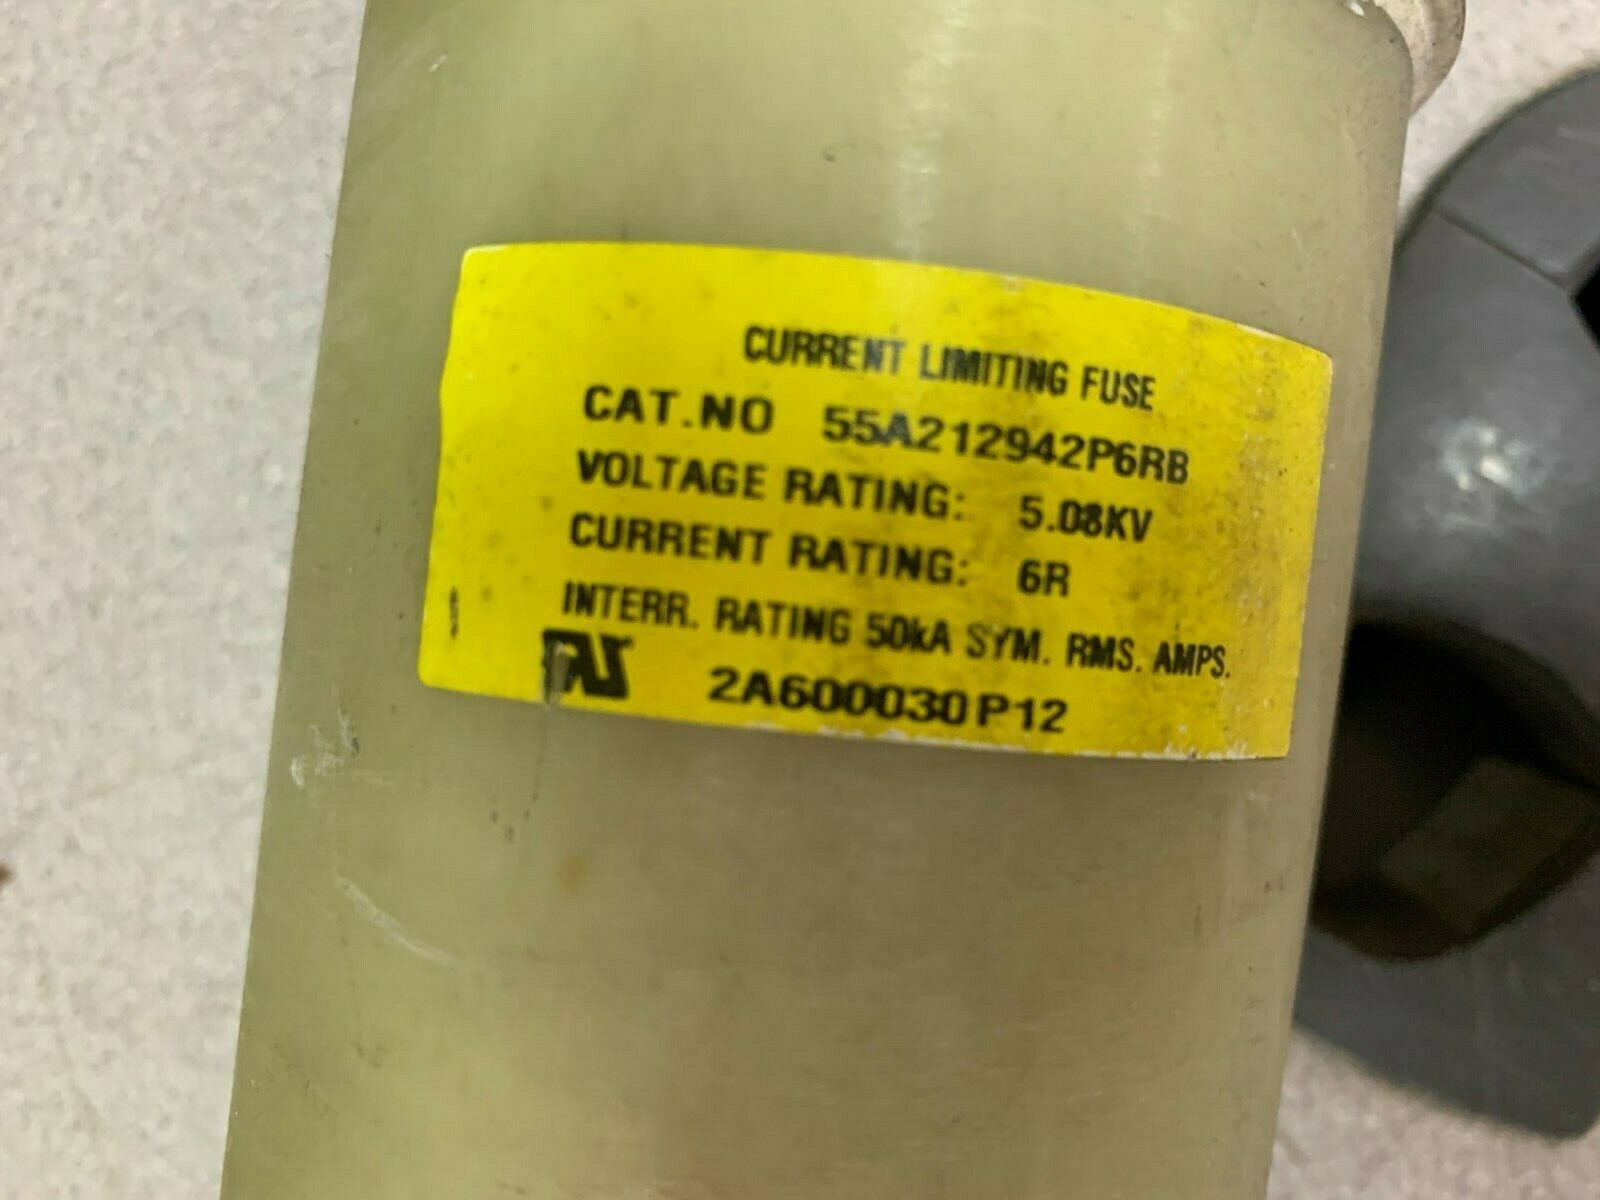 CURRENT LIMITING FUSE
CAT.NO 55A212942P6RB
VOLTAGE RATING: 5.08KV
CURRENT RATING: 6R
INTERR. RATING 50kA SYM. RMS. AMPS.
2A600030P12